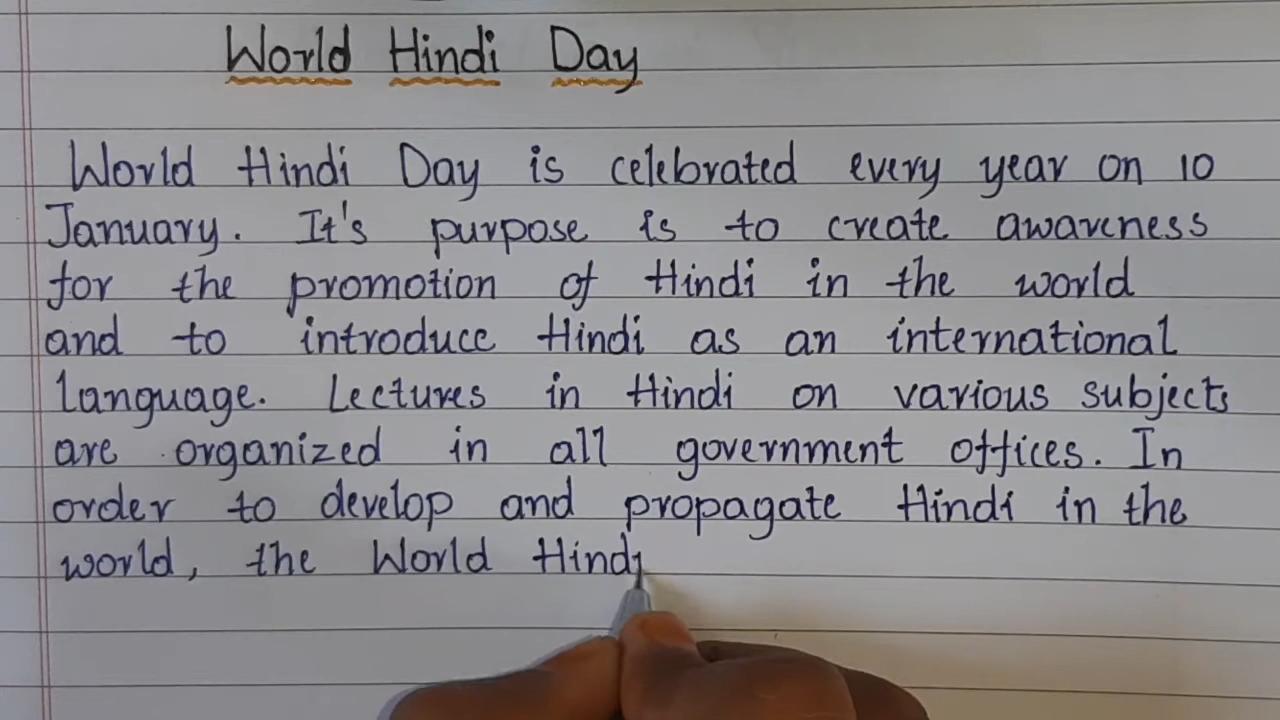 World Hindi Day
World Hindi Day is celebrated every year on 10
January. It's purpose is to create awareness
for the promotion of Hindi in the world
and to introduce Hindi as an international
language. Lectures in Hindi on various subjects
are organized in all government offices. In
order to develop and propagate Hindi in the
world, the World Hindi